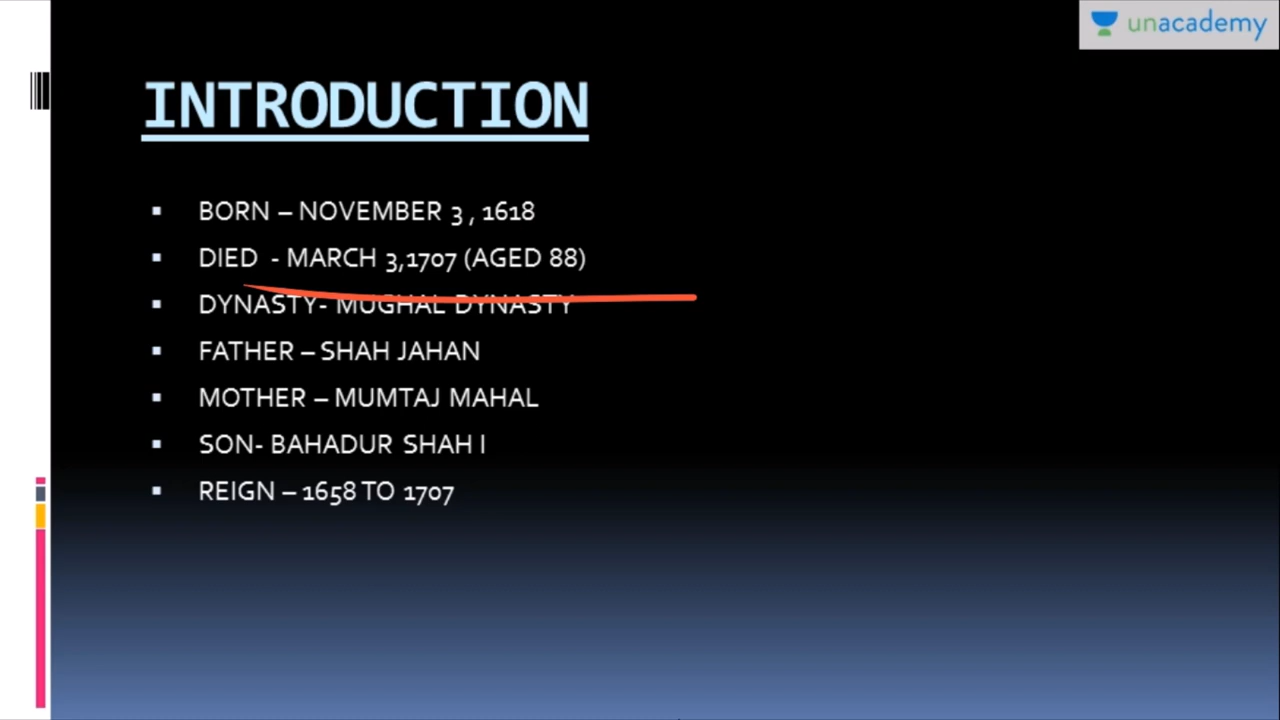 unacademy
INTRODUCTION
BORN – NOVEMBER 3 , 1618
DIED - MARCH 3,1707 (AGED 88)
DYNASTY- MUGHAL DYNASTY
FATHER – SHAH JAHAN
MOTHER – MUMTAJ MAHAL
SON- BAHADUR SHAH I
REIGN – 1658 TO 1707